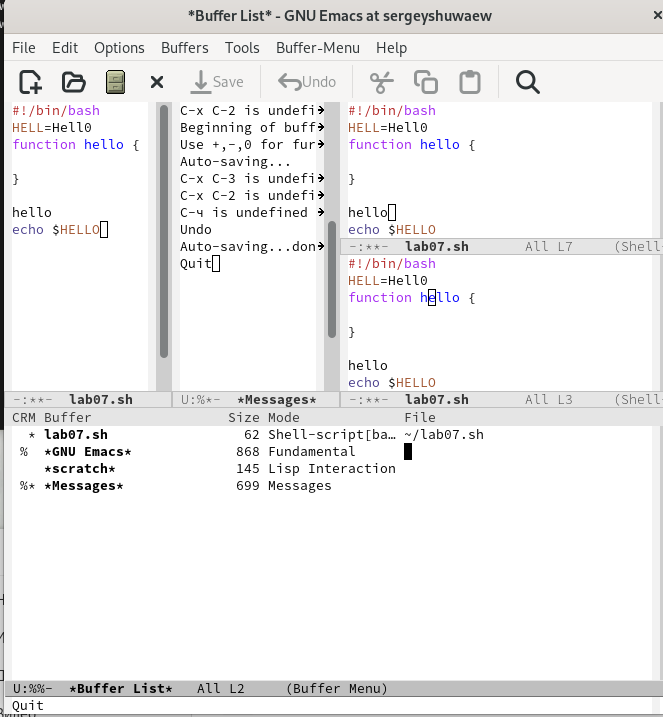 *Buffer List* - GNU Emacs at sergeyshuwaew
File Edit Options Buffers Tools Buffer-Menu Help
Save Undo
#!/bin/bash
HELL=Hell0
function hello {
}
hello
echo $HELLO
-:**- lab07.sh
C-x C-2 is undefi
Beginning of buff
Use +,-,0 for fur
Auto-saving...
C-x C-3 is undefi
C-x C-2 is undefi
C-ч is undefined
Undo
Auto-saving...don
Quit
U:%*- *Messages*
#!/bin/bash
HELL=Hell0
function hello {
}
hello
echo $HELLO
-:**- lab07.sh All L7 (Shell-
#!/bin/bash
HELL=Hell0
function hello {
}
hello
echo $HELLO
-:**- lab07.sh All L3 (Shell-
CRM Buffer Size Mode File
* lab07.sh 62 Shell-script[ba… ~/lab07.sh
% *GNU Emacs* 868 Fundamental
*scratch* 145 Lisp Interaction
%* *Messages* 699 Messages
U:%%- *Buffer List* All L2 (Buffer Menu)
Quit